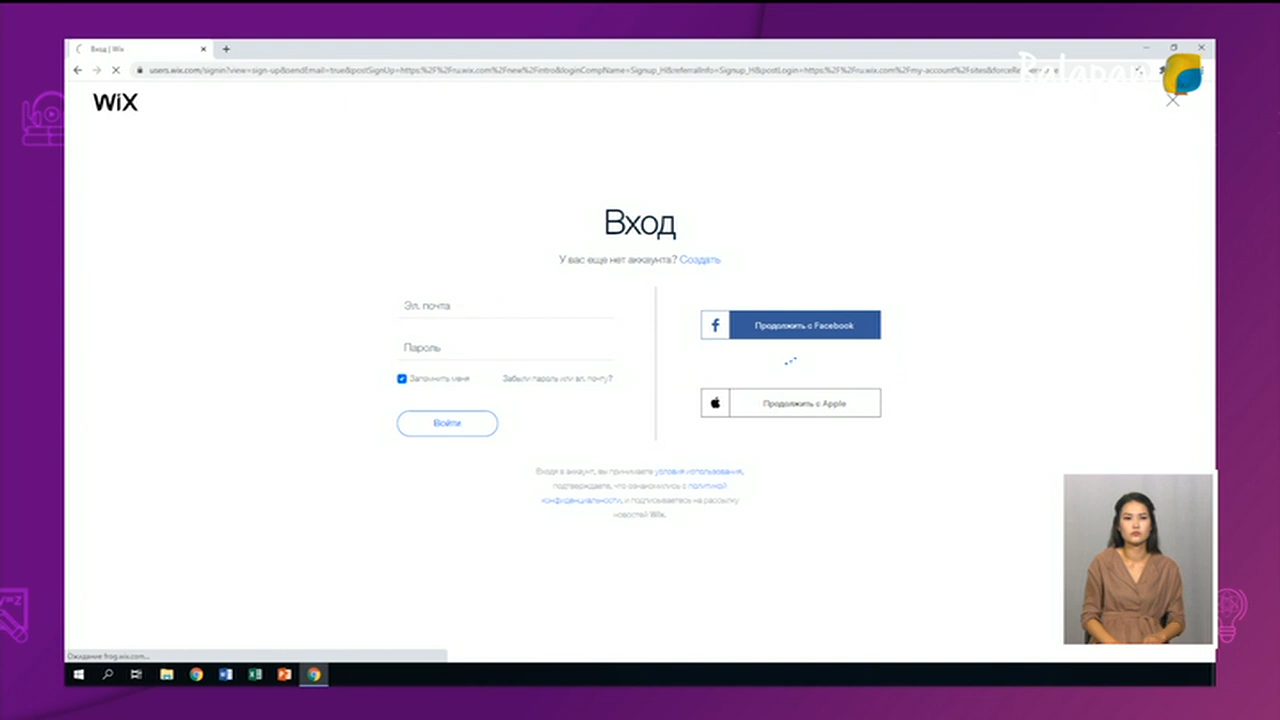 Вход | Wix
Balapan
WiX
Вход
У вас еще нет аккаунта? Создать
Эл. почта
Пароль
Запомнить меня
Забыли пароль или эл. почту?
Войти
Продолжить с Facebook
Продолжить с Apple
Входя в аккаунт, вы принимаете условия использования,
подтверждаете, что ознакомились с политикой
конфиденциальности, и подписываетесь на рассылку
новостей Wix.
Ожидание frog.wix.com...